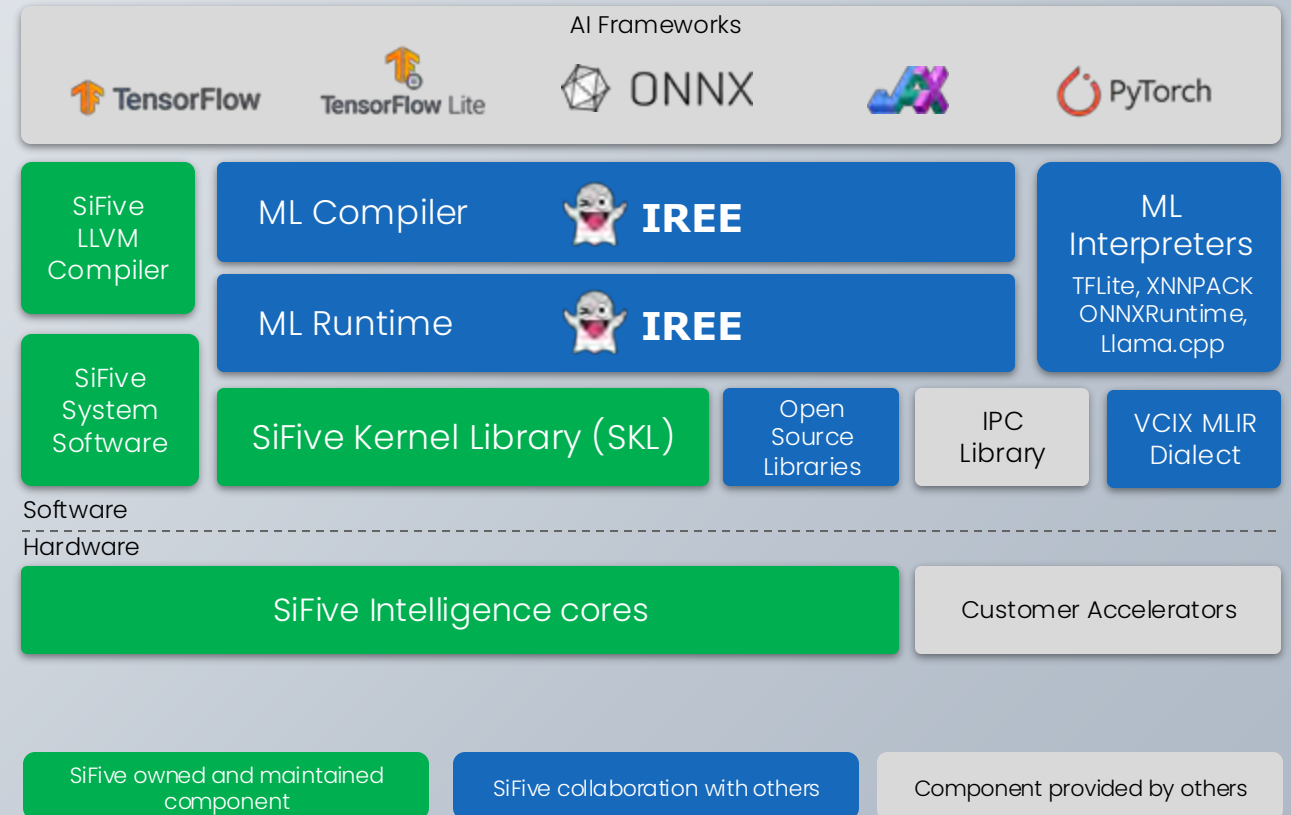 AI Frameworks
TensorFlow
TensorFlow Lite
ONNX
JAX
PyTorch
SiFive
LLVM
Compiler
ML Compiler
IREE
ML Interpreters
TFLite, XNNPACK
ONNXRuntime,
Llama.cpp
ML Runtime
IREE
SiFive
System
Software
SiFive Kernel Library (SKL)
Open
Source
Libraries
IPC
Library
VCIX MLIR
Dialect
Software
Hardware
SiFive Intelligence cores
Customer Accelerators
SiFive owned and maintained
component
SiFive collaboration with others
Component provided by others